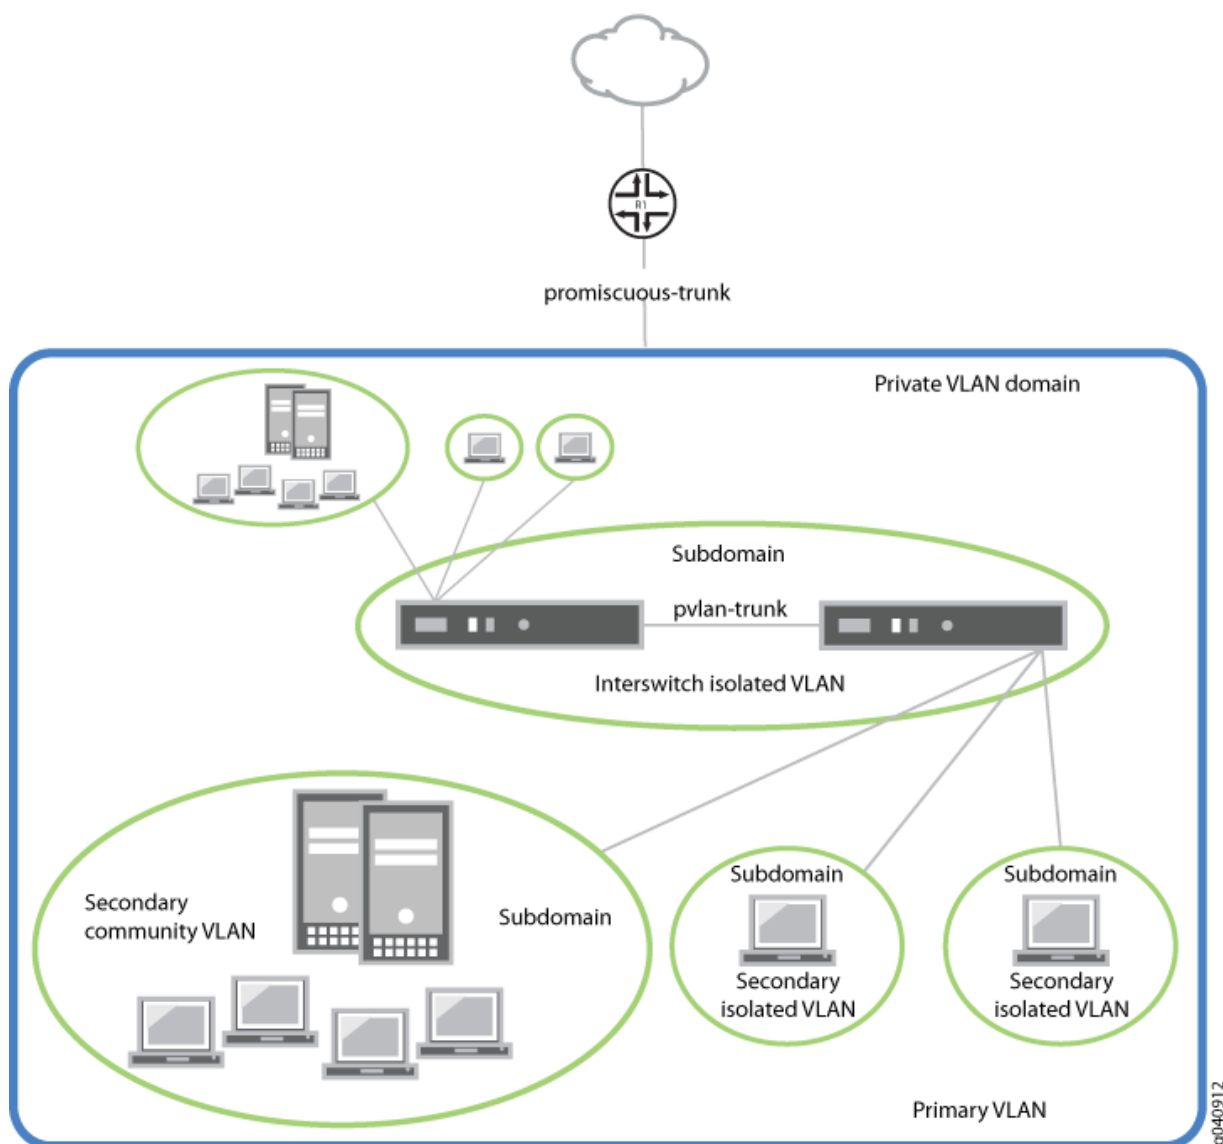 R1
promiscuous-trunk
Private VLAN domain
Subdomain
pvlan-trunk
Interswitch isolated VLAN
Secondary
community VLAN
Subdomain
Subdomain
Secondary
isolated VLAN
Subdomain
Secondary
isolated VLAN
Primary VLAN
g040912